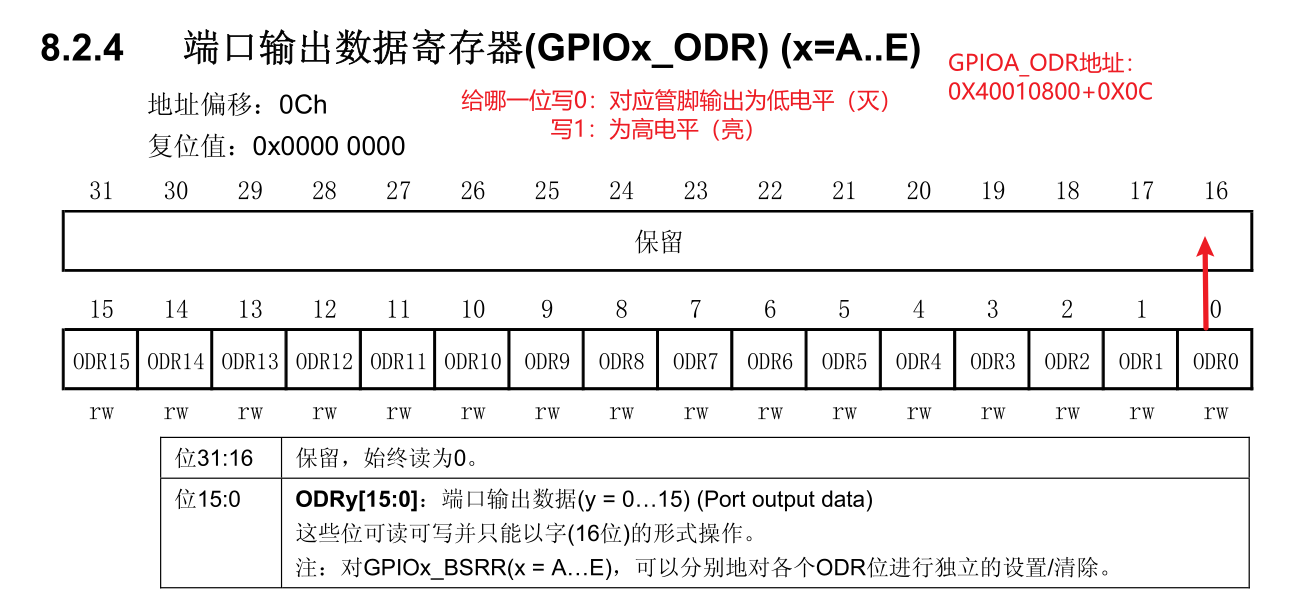 8.2.4 端口输出数据寄存器(GPIOx_ODR) (x=A..E)
GPIOA_ODR地址：
0X40010800+0X0C
地址偏移：0Ch
给哪一位写0：对应管脚输出为低电平（灭）
写1：为高电平（亮）
复位值：0x0000 0000
31 30 29 28 27 26 25 24 23 22 21 20 19 18 17 16
保留
15 14 13 12 11 10 9 8 7 6 5 4 3 2 1 0
ODR15 ODR14 ODR13 ODR12 ODR11 ODR10 ODR9 ODR8 ODR7 ODR6 ODR5 ODR4 ODR3 ODR2 ODR1 ODR0
rw rw rw rw rw rw rw rw rw rw rw rw rw rw rw rw
位31:16 保留，始终读为0。
位15:0 ODRy[15:0]：端口输出数据(y = 0…15) (Port output data)
这些位可读可写并只能以字(16位)的形式操作。
注：对GPIOx_BSRR(x = A…E)，可以分别地对各个ODR位进行独立的设置/清除。